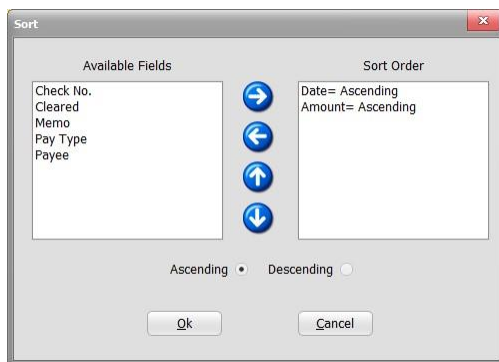 Sort
Available Fields
Sort Order
Check No.
Cleared
Memo
Pay Type
Payee
Date= Ascending
Amount= Ascending
Ascending
Descending
Ok
Cancel